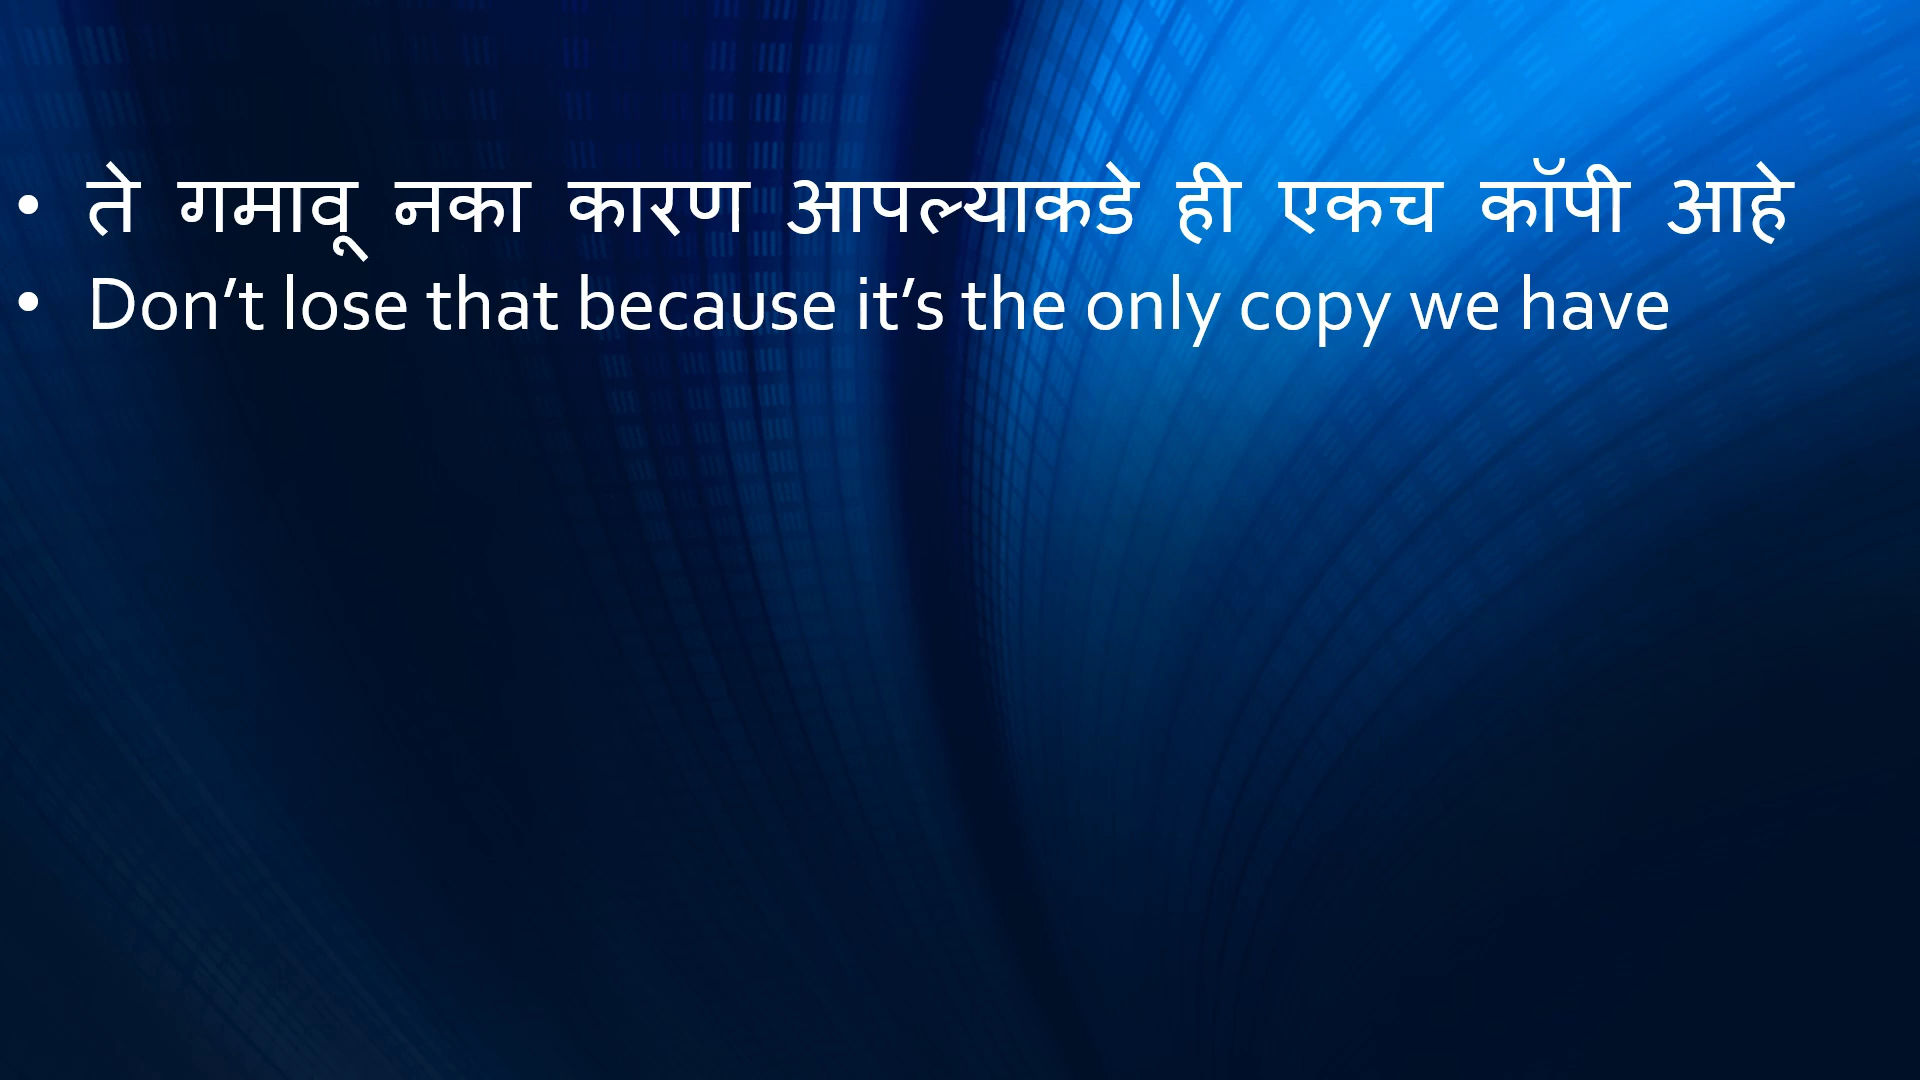 • ते गमावू नका कारण आपल्याकडे ही एकच कॉपी आहे
• Don’t lose that because it’s the only copy we have